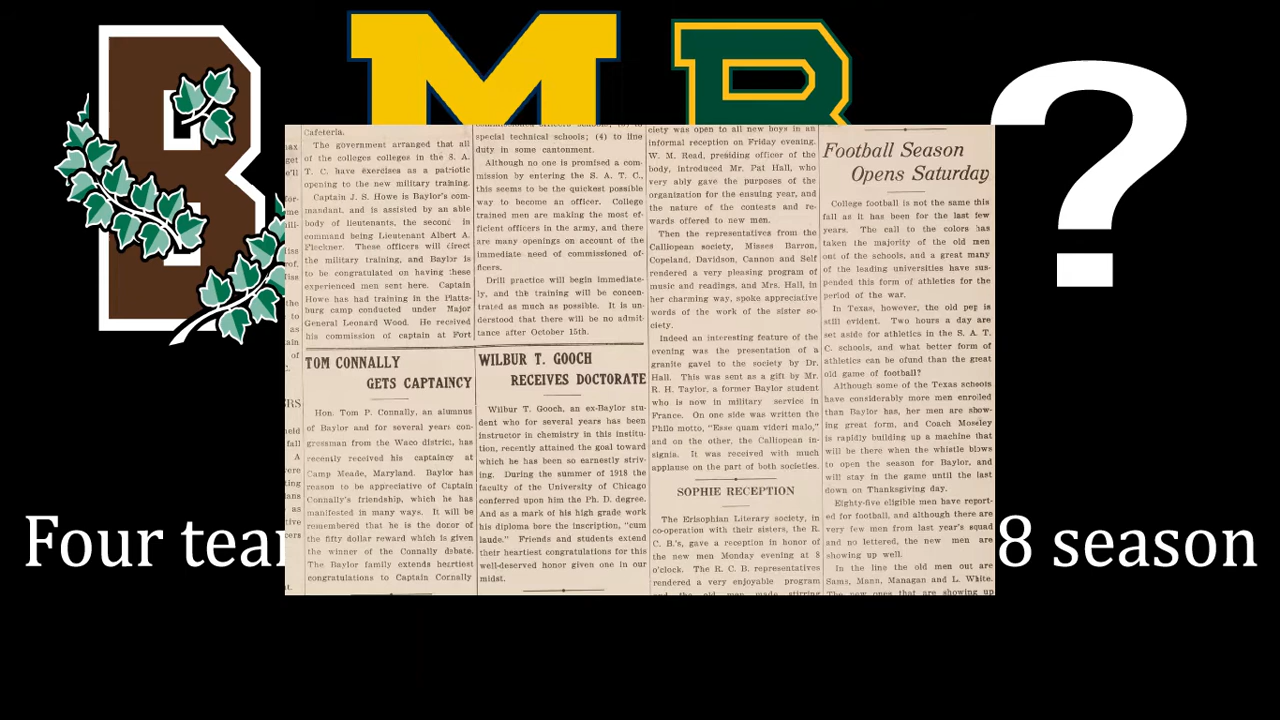 B M B ?
Cafeteria.
The government arranged that all
of the colleges colleges in the S. A.
T. C. have exercises as a patriotic
opening to the new military training.
Captain J. S. Howe is Baylor's com-
mandant, and is assisted by an able
body of lieutenants, the second in
command being Lieutenant Albert A.
Fleckner. These officers will direct
the military training, and Baylor is
to be congratulated on having these
experienced men sent here. Captain
Howe has had training in the Platts-
burg camp conducted under Major
General Leonard Wood. He received
his commission of captain at Fort
TOM CONNALLY
GETS CAPTAINCY
Hon. Tom P. Connally, an alumnus
of Baylor and for several years con-
gressman from the Waco district, has
recently received his captaincy at
Camp Meade, Maryland. Baylor has
reason to be appreciative of Captain
Connally's friendship, which he has
manifested in many ways. It will be
remembered that he is the donor of
the fifty dollar reward which is given
the winner of the Connally debate.
The Baylor family extends heartiest
congratulations to Captain Connally
special technical schools; (4) to line
duty in some cantonment.
Although no one is promised a com-
mission by entering the S. A. T. C.,
this seems to be the quickest possible
way to become an officer. College
trained men are making the most ef-
ficient officers in the army, and there
are many openings on account of the
immediate need of commissioned of-
ficers.
Drill practice will begin immediate-
ly, and the training will be concen-
trated as much as possible. It is un-
derstood that there will be no admit-
tance after October 15th.
WILBUR T. GOOCH
RECEIVES DOCTORATE
Wilbur T. Gooch, an ex-Baylor stu-
dent who for several years has been
instructor in chemistry in this institu-
tion, recently attained the goal toward
which he has been so earnestly striv-
ing. During the summer of 1918 the
faculty of the University of Chicago
conferred upon him the Ph. D. degree.
And as a mark of his high grade work
his diploma bore the inscription, "cum
laude." Friends and students extend
their heartiest congratulations for this
well-deserved honor given one in our
midst.
ciety was open to all new boys in an
informal reception on Friday evening.
W. M. Read, presiding officer of the
body, introduced Mr. Pat Hall, who
very ably gave the purposes of the
organization for the ensuing year, and
the nature of the contests and re-
wards offered to new men.
Then the representatives from the
Calliopean society, Misses Barron,
Copeland, Davidson, Cannon and Self
rendered a very pleasing program of
music and readings, and Mrs. Hall, in
her charming way, spoke appreciative
words of the work of the sister so-
ciety.
Indeed an interesting feature of the
evening was the presentation of a
granite gavel to the society by Dr.
Hall. This was sent as a gift by Mr.
R. H. Taylor, a former Baylor student
who is now in military service in
France. On one side was written the
Philo motto, "Esse quam videri malo,"
and on the other, the Calliopean in-
signia. It was received with much
applause on the part of both societies.
SOPHIE RECEPTION
The Erisophian Literary society, in
co-operation with their sisters, the R.
C. B.'s, gave a reception in honor of
the new men Monday evening at 8
o'clock. The R. C. B. representatives
rendered a very enjoyable program
and the old men made stirring
Football Season
Opens Saturday
College football is not the same this
fall as it has been for the last few
years. The call to the colors has
taken the majority of the old men
out of the schools, and a great many
of the leading universities have sus-
pended this form of athletics for the
period of the war.
In Texas, however, the old pep is
still evident. Two hours a day are
set aside for athletics in the S. A. T.
C. schools, and what better form of
athletics can be ofund than the great
old game of football?
Although some of the Texas schools
have considerably more men enrolled
than Baylor has, her men are show-
ing great form, and Coach Moseley
is rapidly building up a machine that
will be there when the whistle blows
to open the season for Baylor, and
will stay in the game until the last
down on Thanksgiving day.
Eighty-five eligible men have report-
ed for football, and although there are
very few men from last year's squad
and no lettered, the new men are
showing up well.
In the line the old men out are
Sams, Mann, Managan and L. White.
The new ones that are showing up
Four tea
8 season